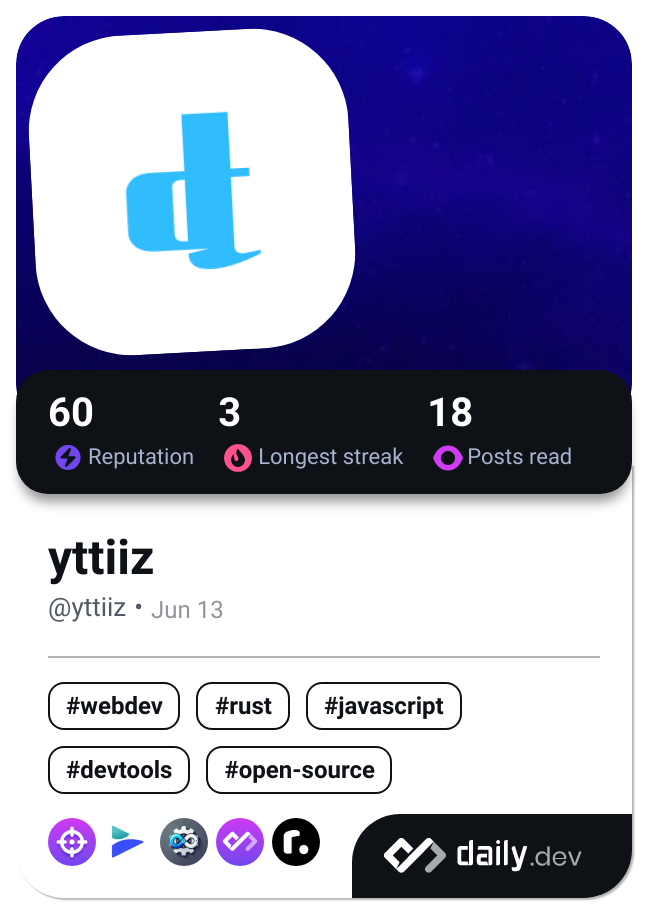 60 3 18
Reputation Longest streak Posts read
yttiiz
@yttiiz • Jun 13
#webdev #rust #javascript
#devtools #open-source
daily.dev